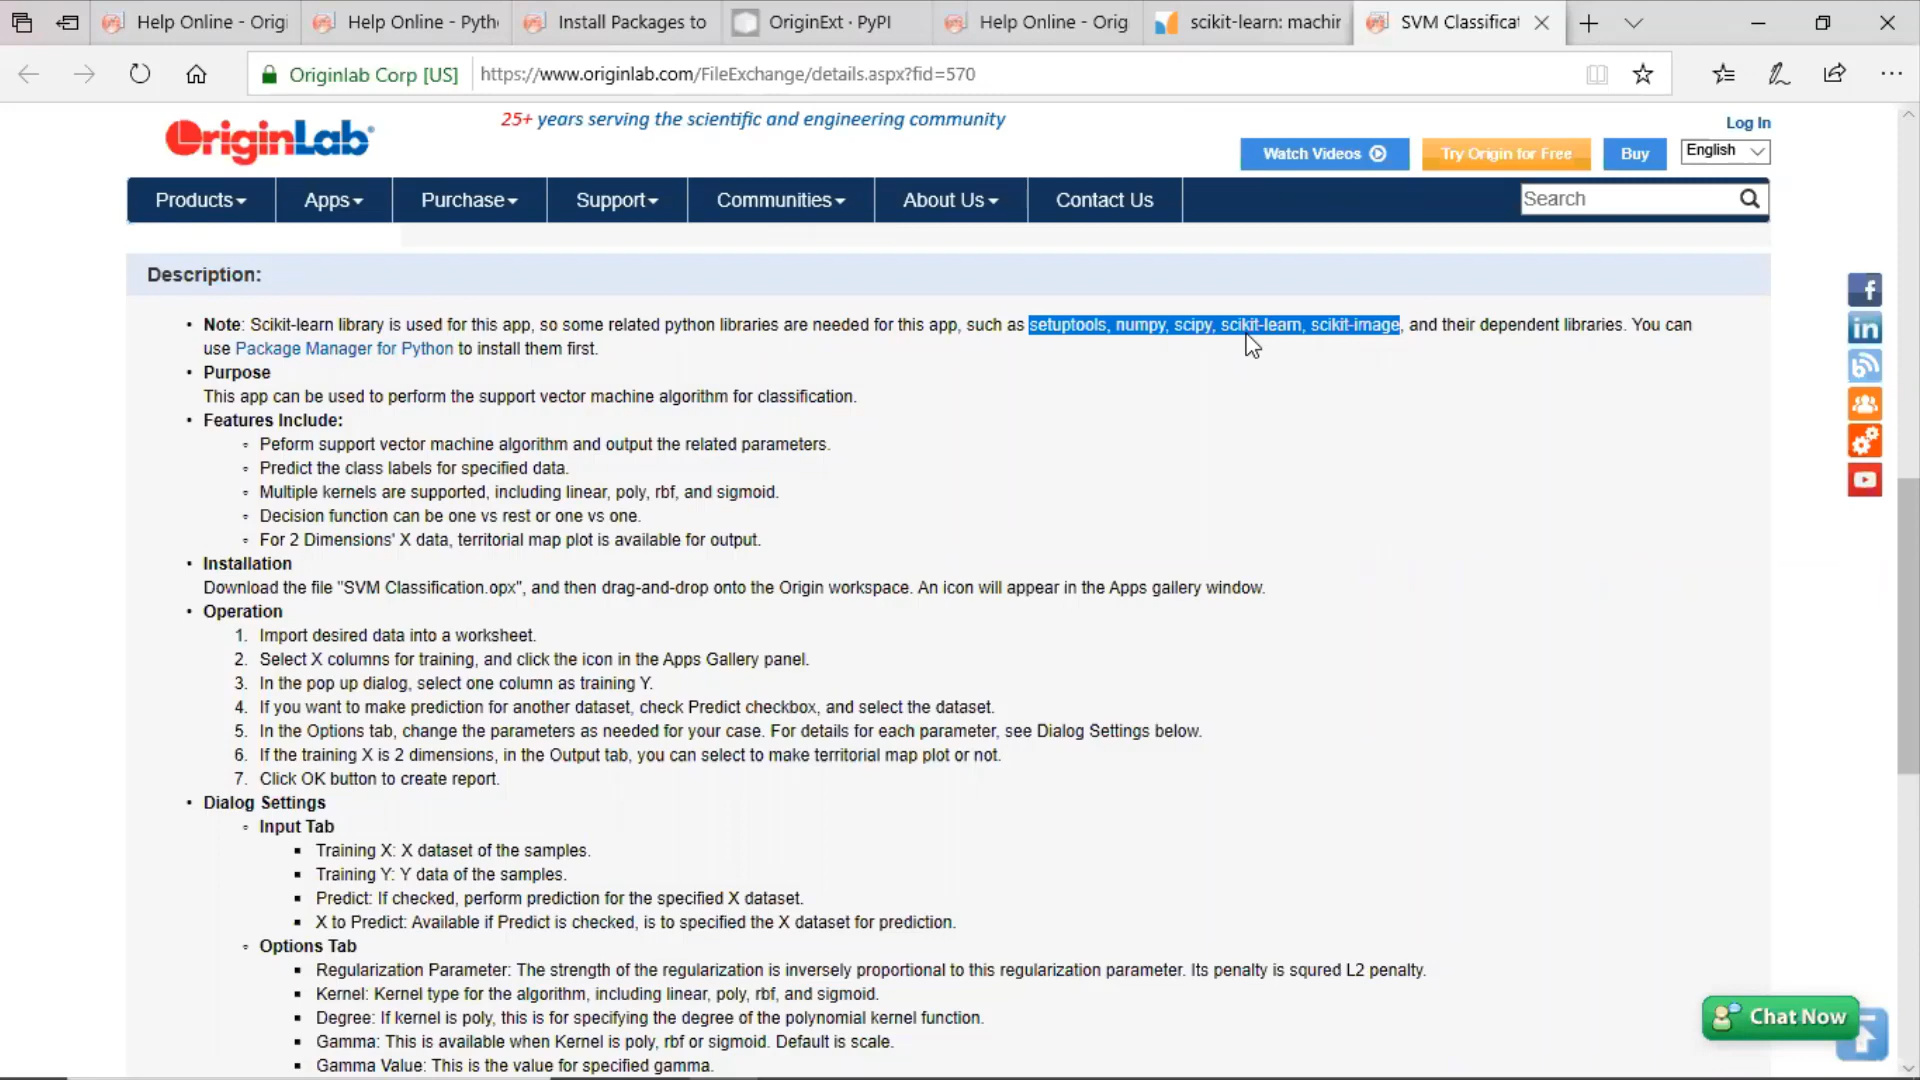 Help Online - Origi
Help Online - Pytho
Install Packages to
OriginExt · PyPI
Help Online - Orig
scikit-learn: machin
SVM Classificat
Originlab Corp [US]
https://www.originlab.com/FileExchange/details.aspx?fid=570
OriginLab®
25+ years serving the scientific and engineering community
Log In
Watch Videos
Try Origin for Free
Buy
English
Products
Apps
Purchase
Support
Communities
About Us
Contact Us
Search
Description:
• Note: Scikit-learn library is used for this app, so some related python libraries are needed for this app, such as setuptools, numpy, scipy, scikit-learn, scikit-image, and their dependent libraries. You can
use Package Manager for Python to install them first.
• Purpose
This app can be used to perform the support vector machine algorithm for classification.
• Features Include:
◦ Peform support vector machine algorithm and output the related parameters.
◦ Predict the class labels for specified data.
◦ Multiple kernels are supported, including linear, poly, rbf, and sigmoid.
◦ Decision function can be one vs rest or one vs one.
◦ For 2 Dimensions' X data, territorial map plot is available for output.
• Installation
Download the file "SVM Classification.opx", and then drag-and-drop onto the Origin workspace. An icon will appear in the Apps gallery window.
• Operation
1. Import desired data into a worksheet.
2. Select X columns for training, and click the icon in the Apps Gallery panel.
3. In the pop up dialog, select one column as training Y.
4. If you want to make prediction for another dataset, check Predict checkbox, and select the dataset.
5. In the Options tab, change the parameters as needed for your case. For details for each parameter, see Dialog Settings below.
6. If the training X is 2 dimensions, in the Output tab, you can select to make territorial map plot or not.
7. Click OK button to create report.
• Dialog Settings
◦ Input Tab
▪ Training X: X dataset of the samples.
▪ Training Y: Y data of the samples.
▪ Predict: If checked, perform prediction for the specified X dataset.
▪ X to Predict: Available if Predict is checked, is to specified the X dataset for prediction.
◦ Options Tab
▪ Regularization Parameter: The strength of the regularization is inversely proportional to this regularization parameter. Its penalty is squred L2 penalty.
▪ Kernel: Kernel type for the algorithm, including linear, poly, rbf, and sigmoid.
▪ Degree: If kernel is poly, this is for specifying the degree of the polynomial kernel function.
▪ Gamma: This is available when Kernel is poly, rbf or sigmoid. Default is scale.
▪ Gamma Value: This is the value for specified gamma.
Chat Now